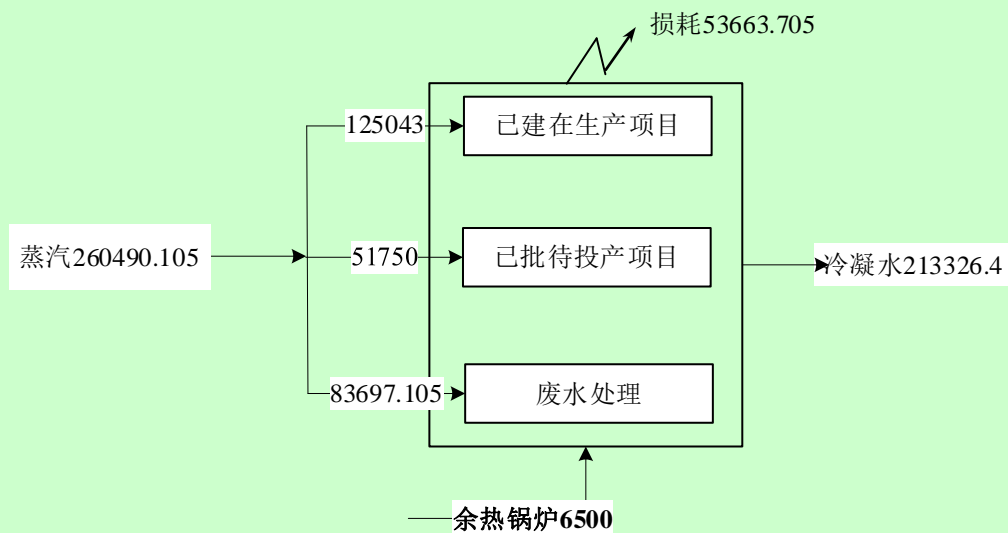 损耗53663.705
125043
已建在生产项目
蒸汽260490.105
51750
已批待投产项目
冷凝水213326.4
83697.105
废水处理
余热锅炉6500